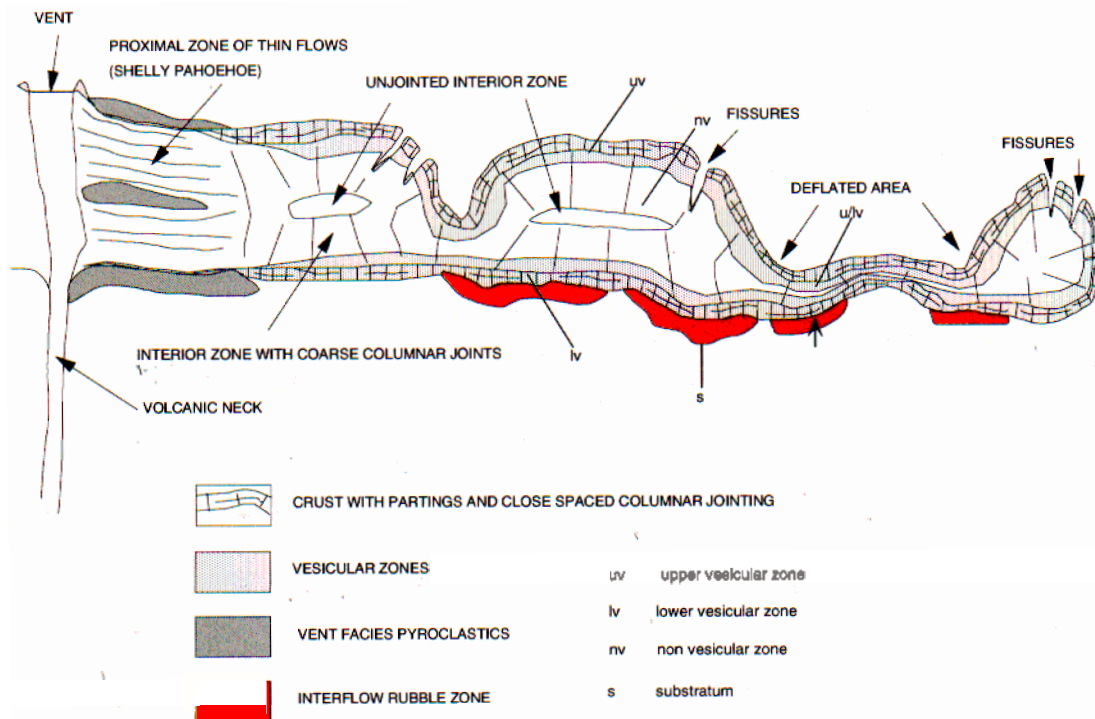 VENT
PROXIMAL ZONE OF THIN FLOWS
(SHELLY PAHOEHOE)
UNJOINTED INTERIOR ZONE
uv
nv
FISSURES
FISSURES
DEFLATED AREA
u/lv
INTERIOR ZONE WITH COARSE COLUMNAR JOINTS
lv
s
VOLCANIC NECK
CRUST WITH PARTINGS AND CLOSE SPACED COLUMNAR JOINTING
VESICULAR ZONES
VENT FACIES PYROCLASTICS
INTERFLOW RUBBLE ZONE
uv upper vesicular zone
lv lower vesicular zone
nv non vesicular zone
s substratum